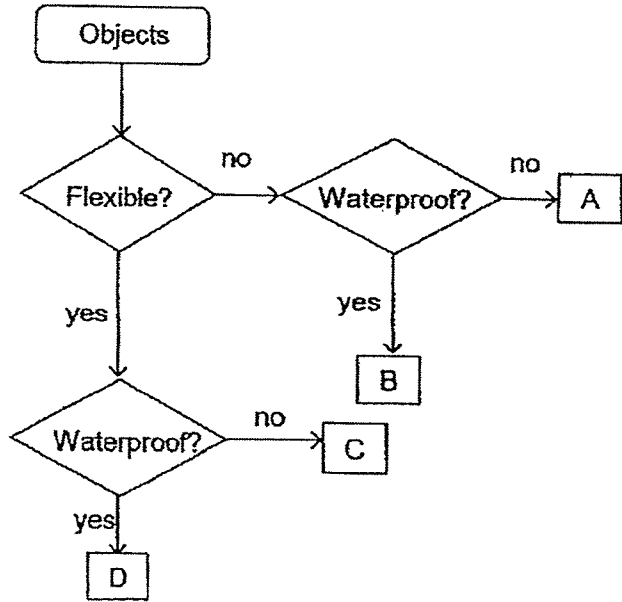 Objects
Flexible?
no
Waterproof?
no
A
yes
B
yes
Waterproof?
no
C
yes
D